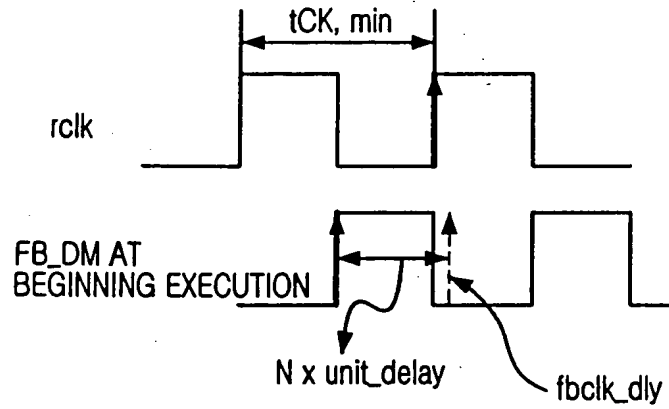 tCK, min
rclk
FB_DM AT
BEGINNING EXECUTION
N x unit_delay
fbclk_dly